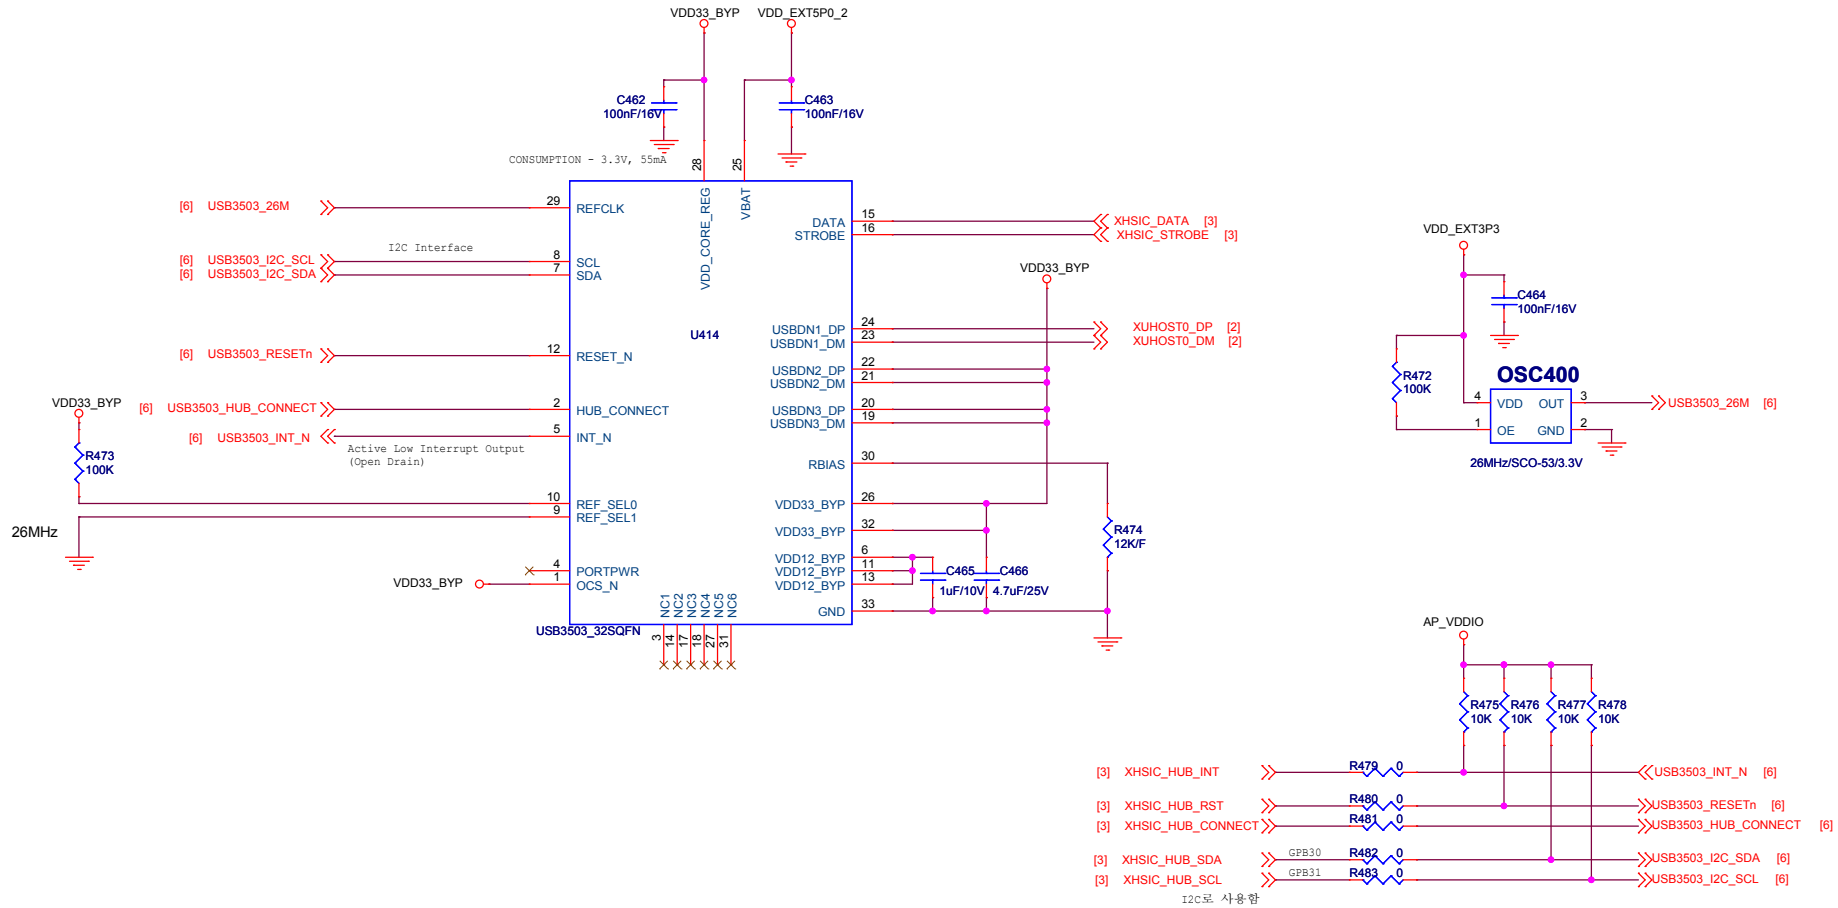 VDD33_BYP
VDD_EXT5P0_2
C462
100nF/16V
C463
100nF/16V
CONSUMPTION - 3.3V, 55mA
28
25
VDD_CORE_REG
VBAT
[6] USB3503_26M
29
REFCLK
I2C Interface
[6] USB3503_I2C_SCL
8
SCL
[6] USB3503_I2C_SDA
7
SDA
[6] USB3503_RESETn
12
RESET_N
VDD33_BYP
[6] USB3503_HUB_CONNECT
2
HUB_CONNECT
[6] USB3503_INT_N
5
INT_N
Active Low Interrupt Output
(Open Drain)
R473
100K
10
REF_SEL0
9
REF_SEL1
26MHz
4
PORTPWR
VDD33_BYP
1
OCS_N
U414
USB3503_32SQFN
NC1
NC2
NC3
NC4
NC5
NC6
3
14
17
18
27
31
DATA
15
XHSIC_DATA [3]
STROBE
16
XHSIC_STROBE [3]
VDD33_BYP
USBDN1_DP
24
XUHOST0_DP [2]
USBDN1_DM
23
XUHOST0_DM [2]
USBDN2_DP
22
USBDN2_DM
21
USBDN3_DP
20
USBDN3_DM
19
RBIAS
30
VDD33_BYP
26
VDD33_BYP
32
VDD12_BYP
6
VDD12_BYP
11
VDD12_BYP
13
GND
33
C465
1uF/10V
C466
4.7uF/25V
R474
12K/F
VDD_EXT3P3
C464
100nF/16V
R472
100K
OSC400
4
VDD
OUT
3
USB3503_26M [6]
1
OE
GND
2
26MHz/SCO-53/3.3V
AP_VDDIO
R475
10K
R476
10K
R477
10K
R478
10K
[3] XHSIC_HUB_INT
R479 0
USB3503_INT_N [6]
[3] XHSIC_HUB_RST
R480 0
USB3503_RESETn [6]
[3] XHSIC_HUB_CONNECT
R481 0
USB3503_HUB_CONNECT [6]
[3] XHSIC_HUB_SDA
GPB30
R482 0
USB3503_I2C_SDA [6]
[3] XHSIC_HUB_SCL
GPB31
R483 0
USB3503_I2C_SCL [6]
I2C로 사용함